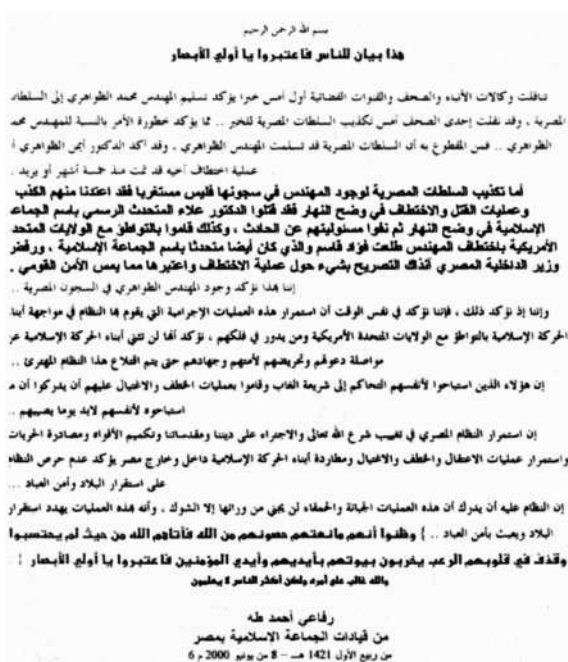 بسم الله الرحمن الرحيم
هذا بيان للناس فاعتبروا يا أولي الأبصار
تناقلت وكالات الأنباء والصحف والقنوات الفضائية أول أمس خبرا يؤكد تسليم المهندس محمد الظواهري إلى السلطات
المصرية ، وقد نقلت إحدى الصحف أمس تكذيب السلطات المصرية للخبر .. مما يؤكد خطورة الأمر بالنسبة للمهندس محمد
الظواهري .. فمن المقطوع به أن السلطات المصرية قد تسلمت المهندس الظواهري ، وقد أكد الدكتور أيمن الظواهري أ
عملية اختطاف أخيه قد تمت منذ خمسة أشهر أو يزيد .
أما تكذيب السلطات المصرية لوجود المهندس في سجونها فليس مستغربا فقد اعتدنا منهم الكذب
وعمليات القتل والاختطاف في وضح النهار فقد قتلوا الدكتور علاء المتحدث الرسمي باسم الجماعة
الإسلامية في وضح النهار ثم نفوا مسئوليتهم عن الحادث ، وكذلك قاموا بالتواطؤ مع الولايات المتحد
الأمريكية باختطاف المهندس طلعت فؤاد قاسم والذي كان أيضا متحدثا باسم الجماعة الإسلامية ، ورفض
وزير الداخلية المصري آنذاك التصريح بشيء حول عملية الاختطاف واعتبرها مما يمس الأمن القومي .
إننا بهذا نؤكد وجود المهندس الظواهري في السجون المصرية ..
وإننا إذ نؤكد ذلك ، فإننا نؤكد في نفس الوقت أن استمرار هذه العمليات الإجرامية التي يقوم بها النظام في مواجهة أبناء
الحركة الإسلامية بالتواطؤ مع الولايات المتحدة الأمريكية ومن يدور في فلكهم ، نؤكد أنها لن تثني أبناء الحركة الإسلامية عن
مواصلة دعوتهم وتحريضهم لأمتهم وجهادهم حتى يتم اقتلاع هذا النظام المهترئ ..
إن هؤلاء الذين استباحوا لأنفسهم التحاكم إلى شريعة الغاب وقاموا بعمليات الخطف والاغتيال عليهم أن يدركوا أن م
استباحوه لأنفسهم لابد يوما يصيبهم ..
إن استمرار النظام المصري في تغييب شرع الله تعالى والاجتراء على ديننا ومقدساتنا وتكميم الأفواه ومصادرة الحريات
واستمرار عمليات الاعتقال والخطف والاغتيال ومطاردة أبناء الحركة الإسلامية داخل وخارج مصر يؤكد عدم حرص النظام
على استقرار البلاد وأمن العباد ...
إن النظام عليه أن يدرك أن هذه العمليات الجبانة والحمقاء لن يجني من ورائها إلا الشوك ، وأنه بهذه العمليات يهدد استقرار
البلاد ويعبث بأمن العباد .. } وظنوا أنهم مانعتهم حصونهم من الله فأتاهم الله من حيث لم يحتسبوا
وقذف في قلوبهم الرعب يخربون بيوتهم بأيديهم وأيدي المؤمنين فاعتبروا يا أولي الأبصار {
والله غالب على أمره ولكن أكثر الناس لا يعلمون
رفاعي أحمد طه
من قيادات الجماعة الإسلامية بمصر
من ربيع الأول 1421 هـ – 8 من يونيو 2000 م 6